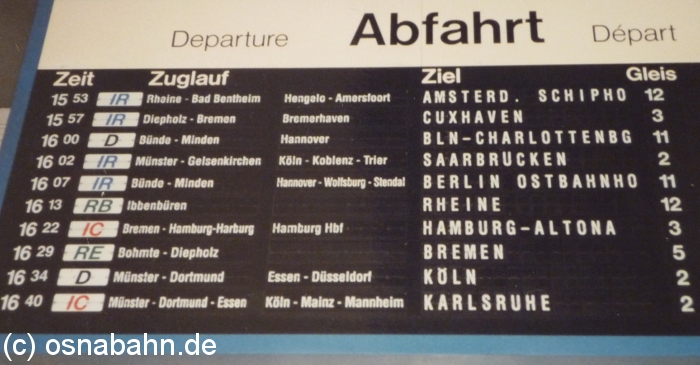 Departure Abfahrt Départ
Zeit Zuglauf Ziel Gleis
15 53 IR Rheine - Bad Bentheim Hengelo - Amersfoort AMSTERD. SCHIPHO 12
15 57 IR Diepholz - Bremen Bremerhaven CUXHAVEN 3
16 00 D Bünde - Minden Hannover BLN-CHARLOTTENBG 11
16 02 IR Münster - Gelsenkirchen Köln - Koblenz - Trier SAARBRÜCKEN 2
16 07 IR Bünde - Minden Hannover - Wolfsburg - Stendal BERLIN OSTBAHNHO 11
16 13 RB Ibbenbüren RHEINE 12
16 22 IC Bremen - Hamburg-Harburg Hamburg Hbf HAMBURG-ALTONA 3
16 29 RE Bohmte - Diepholz BREMEN 5
16 34 D Münster - Dortmund Essen - Düsseldorf KÖLN 2
16 40 IC Münster - Dortmund - Essen Köln - Mainz - Mannheim KARLSRUHE 2
(c) osnabahn.de